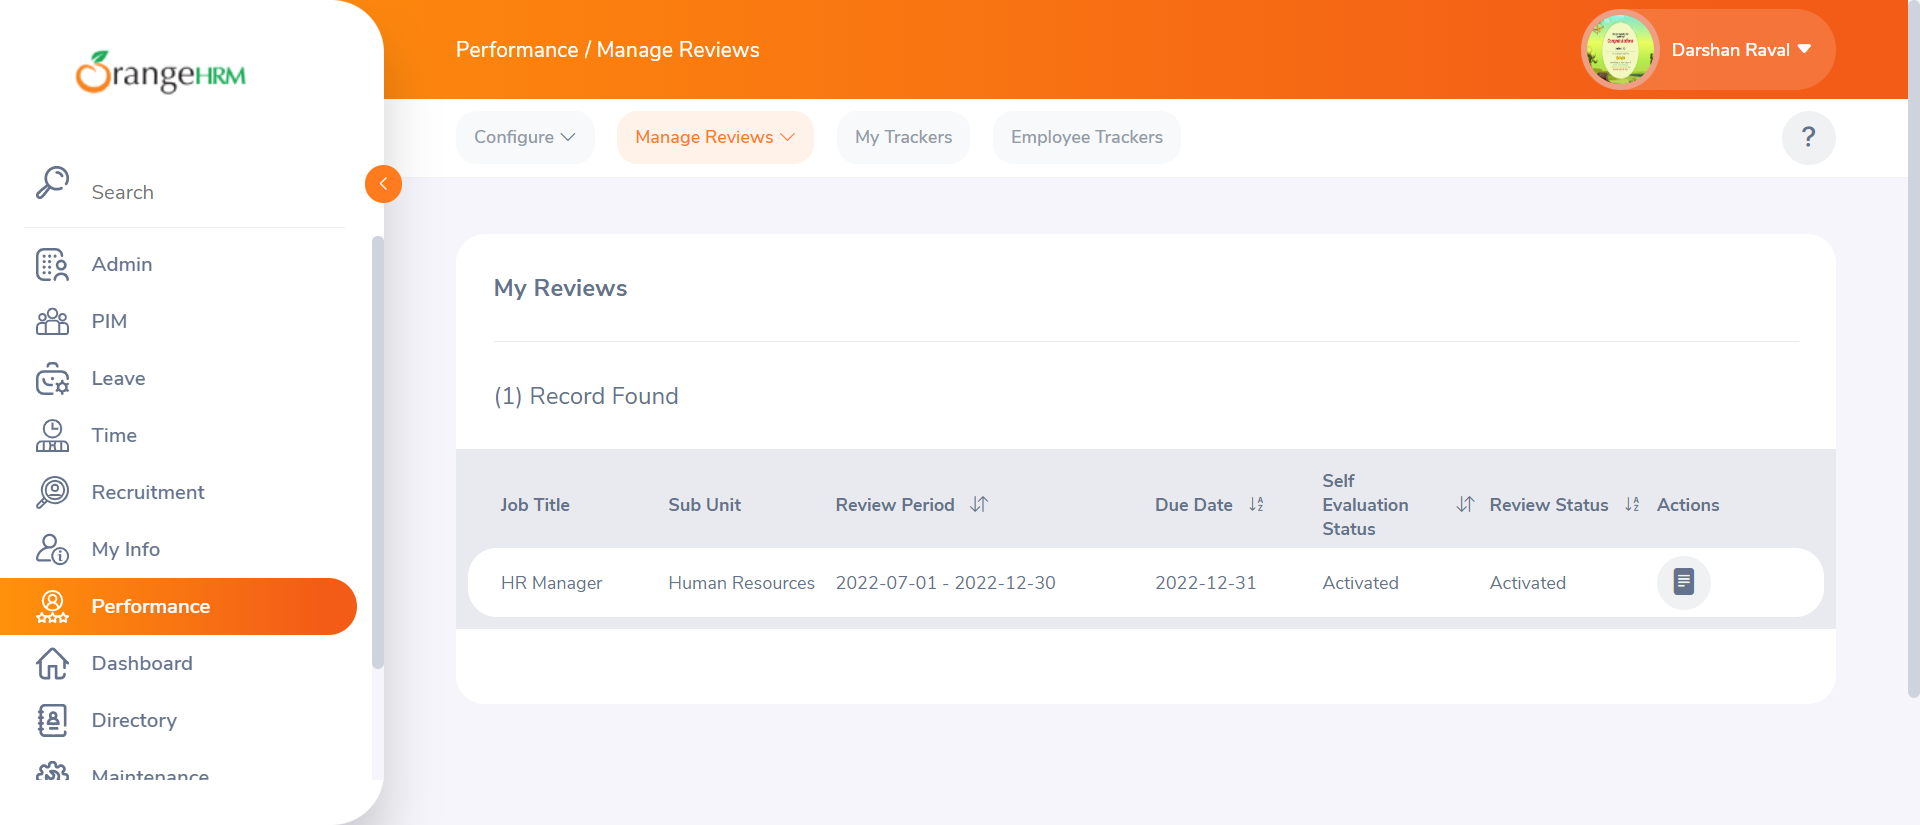 OrangeHRM
Performance / Manage Reviews
Darshan Raval
Configure
Manage Reviews
My Trackers
Employee Trackers
?
Search
Admin
PIM
Leave
Time
Recruitment
My Info
Performance
Dashboard
Directory
Maintenance
My Reviews
(1) Record Found
Job Title
Sub Unit
Review Period
Due Date
Self
Evaluation
Status
Review Status
Actions
HR Manager
Human Resources
2022-07-01 - 2022-12-30
2022-12-31
Activated
Activated